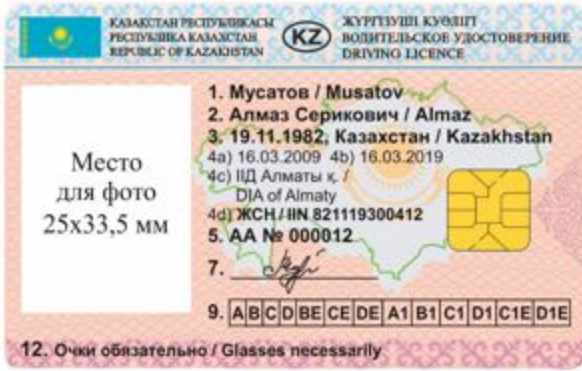 ҚАЗАҚСТАН РЕСПУБЛИКАСЫ
РЕСПУБЛИКА КАЗАХСТАН
REPUBLIC OF KAZAKHSTAN
KZ
ЖҮРГІЗУШІ КУӘЛІГІ
ВОДИТЕЛЬСКОЕ УДОСТОВЕРЕНИЕ
DRIVING LICENCE
Место
для фото
25x33,5 мм
1. Мусатов / Musatov
2. Алмаз Серикович / Almaz
3. 19.11.1982, Казахстан / Kazakhstan
4a) 16.03.2009 4b) 16.03.2019
4c) ІІД Алматы қ. /
DIA of Almaty
4d) ЖСН / IIN 821119300412
5. AA № 000012
7.
9. A B C D BE CE DE A1 B1 C1 D1 C1E D1E
12. Очки обязательно / Glasses necessarily